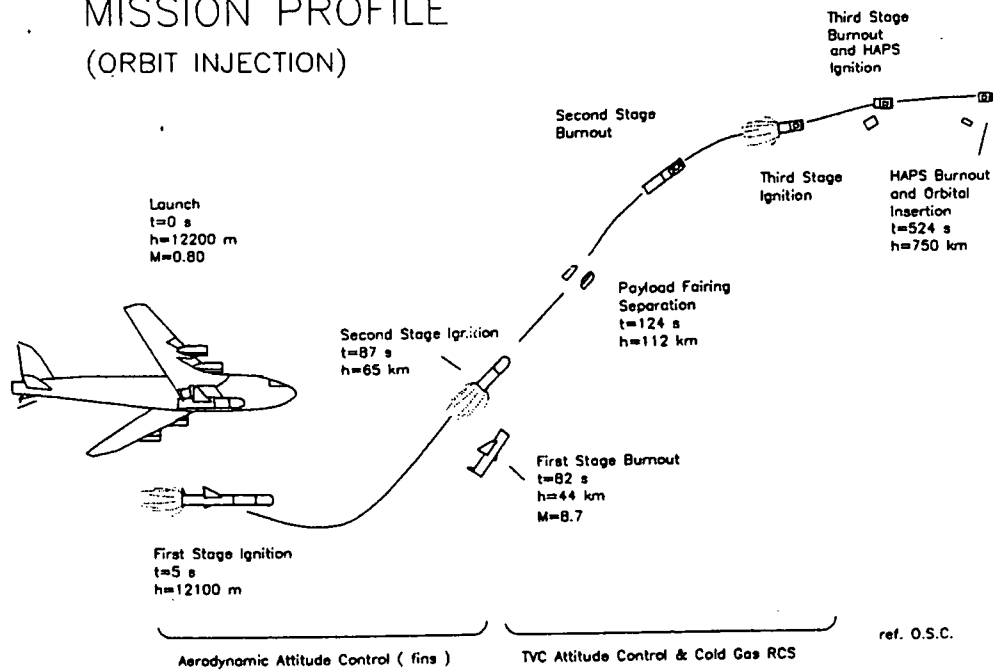 MISSION PROFILE
(ORBIT INJECTION)
Launch
t=0 s
h=12200 m
M=0.80
First Stage Ignition
t=5 s
h=12100 m
Second Stage Ignition
t=87 s
h=65 km
First Stage Burnout
t=82 s
h=44 km
M=8.7
Payload Fairing
Separation
t=124 s
h=112 km
Second Stage
Burnout
Third Stage
Ignition
Third Stage
Burnout
and HAPS
Ignition
HAPS Burnout
and Orbital
Insertion
t=524 s
h=750 km
Aerodynamic Attitude Control ( fins )
TVC Attitude Control & Cold Gas RCS
ref. O.S.C.